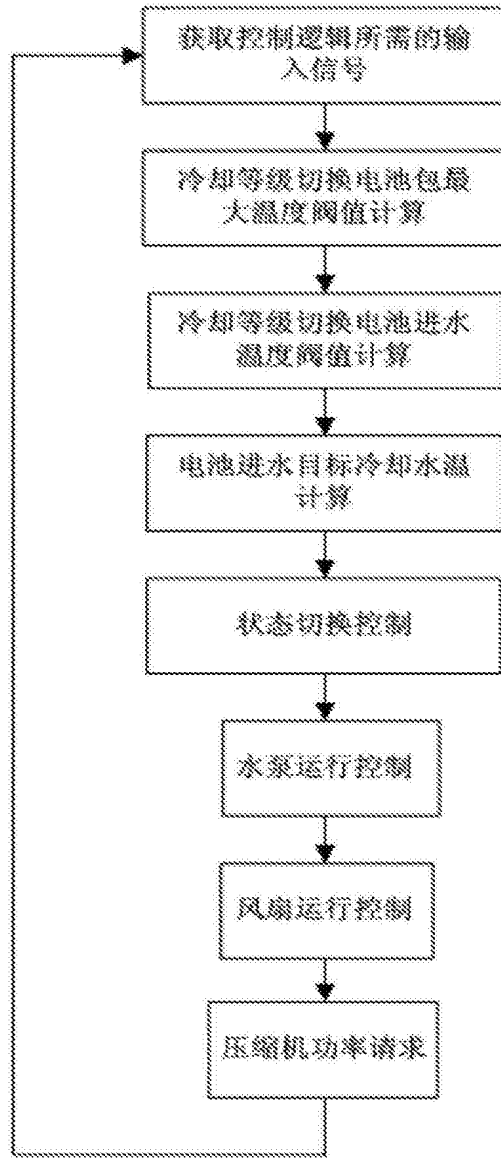 获取控制逻辑所需的输
入信号
冷却等级切换电池包最
大温度阀值计算
冷却等级切换电池进水
温度阀值计算
电池进水目标冷却水温
计算
状态切换控制
水泵运行控制
风扇运行控制
压缩机功率请求